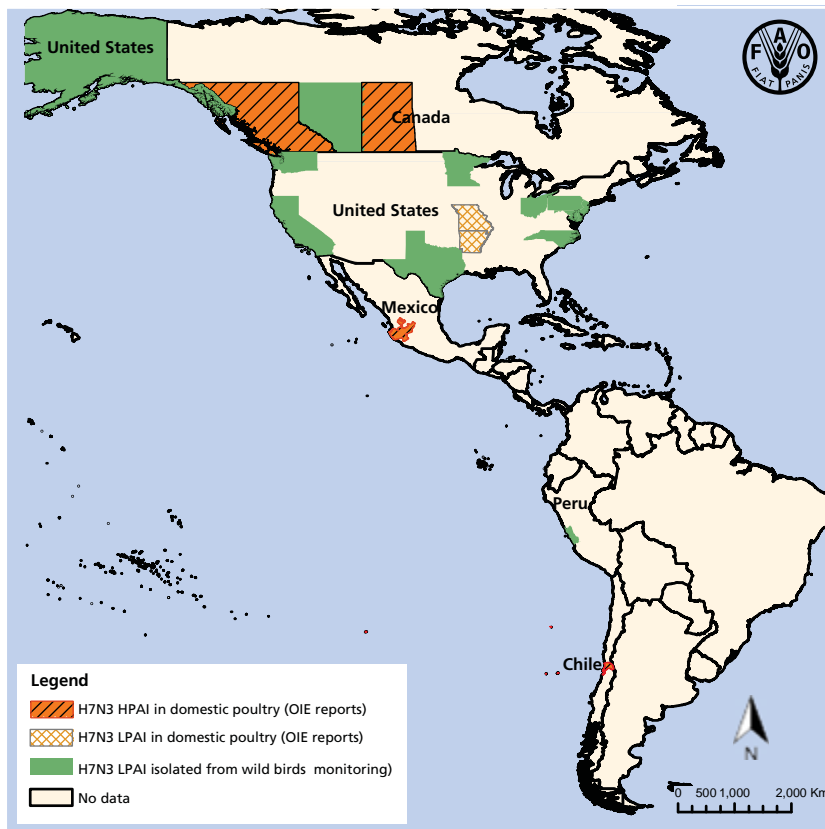 United States
F A O
FIAT PANIS
Canada
United States
Mexico
Peru
Chile
Legend
H7N3 HPAI in domestic poultry (OIE reports)
H7N3 LPAI in domestic poultry (OIE reports)
H7N3 LPAI isolated from wild birds monitoring)
No data
N
0 500 1,000 2,000 Km